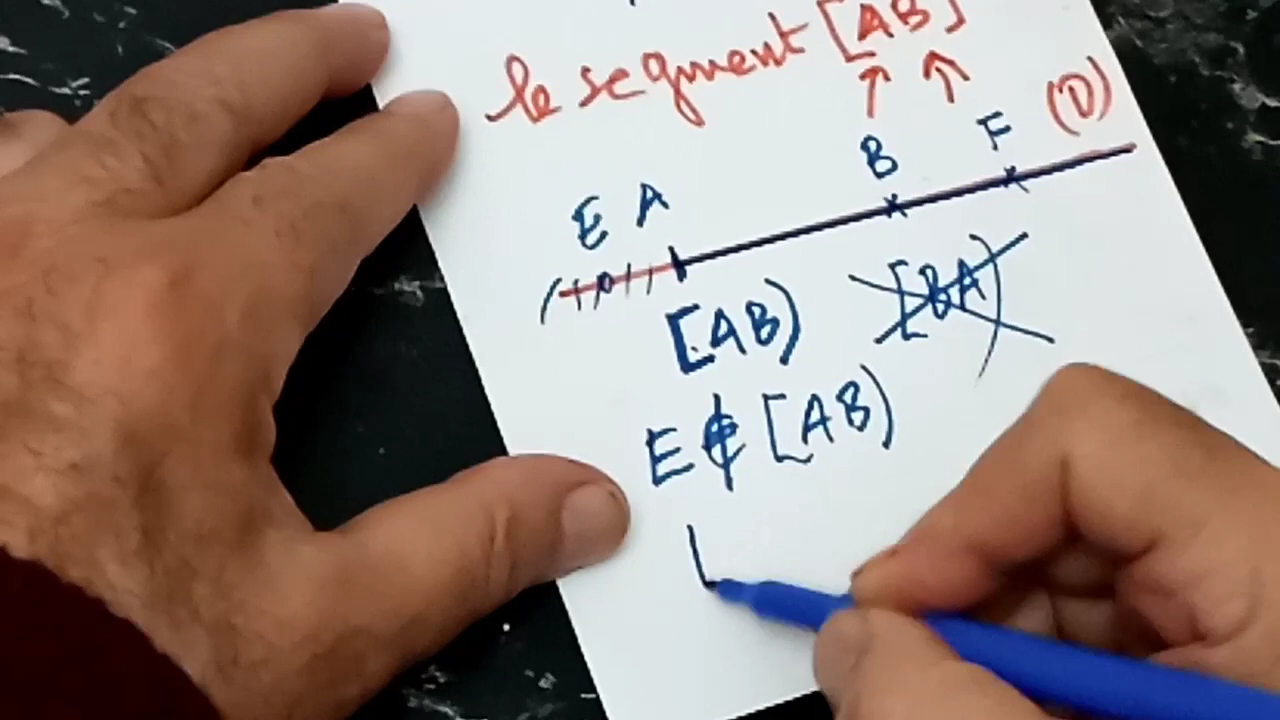 le segment [AB]
B F (D)
E A
[AB) [BA)
E ∉ [AB)